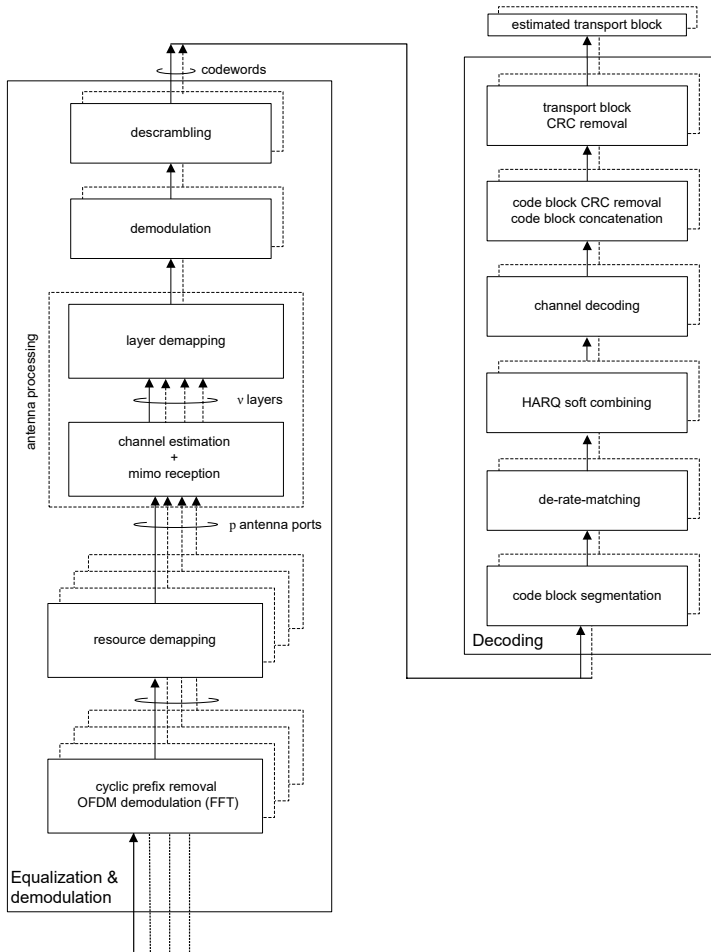 estimated transport block
codewords
descrambling
demodulation
antenna processing
layer demapping
ν layers
channel estimation
+
mimo reception
p antenna ports
resource demapping
cyclic prefix removal
OFDM demodulation (FFT)
Equalization &
demodulation
transport block
CRC removal
code block CRC removal
code block concatenation
channel decoding
HARQ soft combining
de-rate-matching
code block segmentation
Decoding